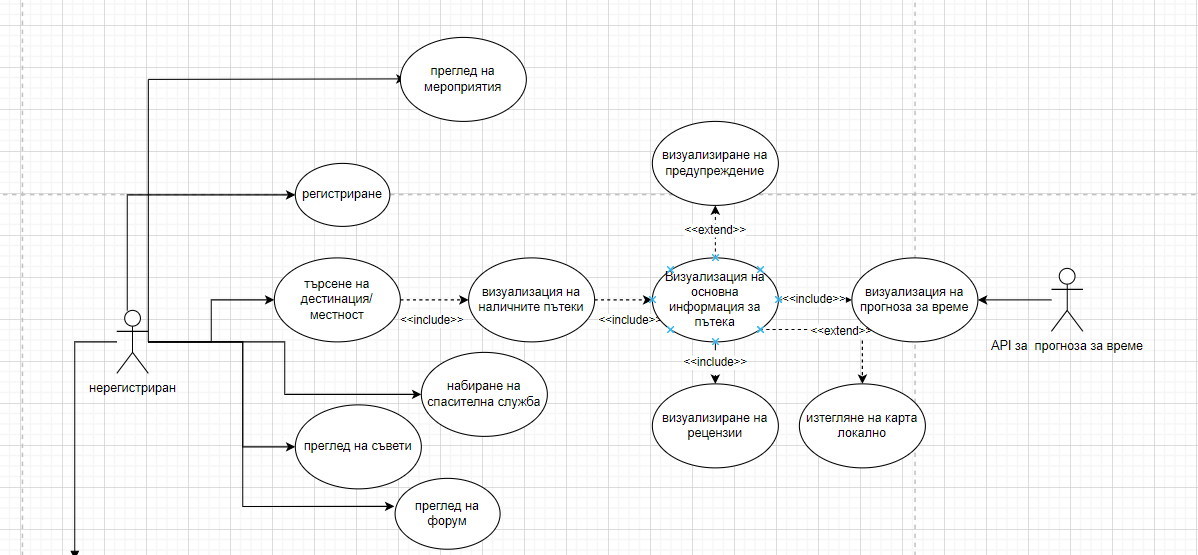 преглед на
мероприятия
визуализиране на
предупреждение
регистриране
<<extend>>
търсене на
дестинация/
местност
визуализация на
наличните пътеки
Визуализация на
основна
информация за
пътека
визуализация на
прогноза за време
<<include>>
<<include>>
<<include>>
<<extend>>
API за прогноза за време
<<include>>
нерегистриран
набиране на
спасителна служба
преглед на съвети
визуализиране на
рецензии
изтегляне на карта
локално
преглед на
форум